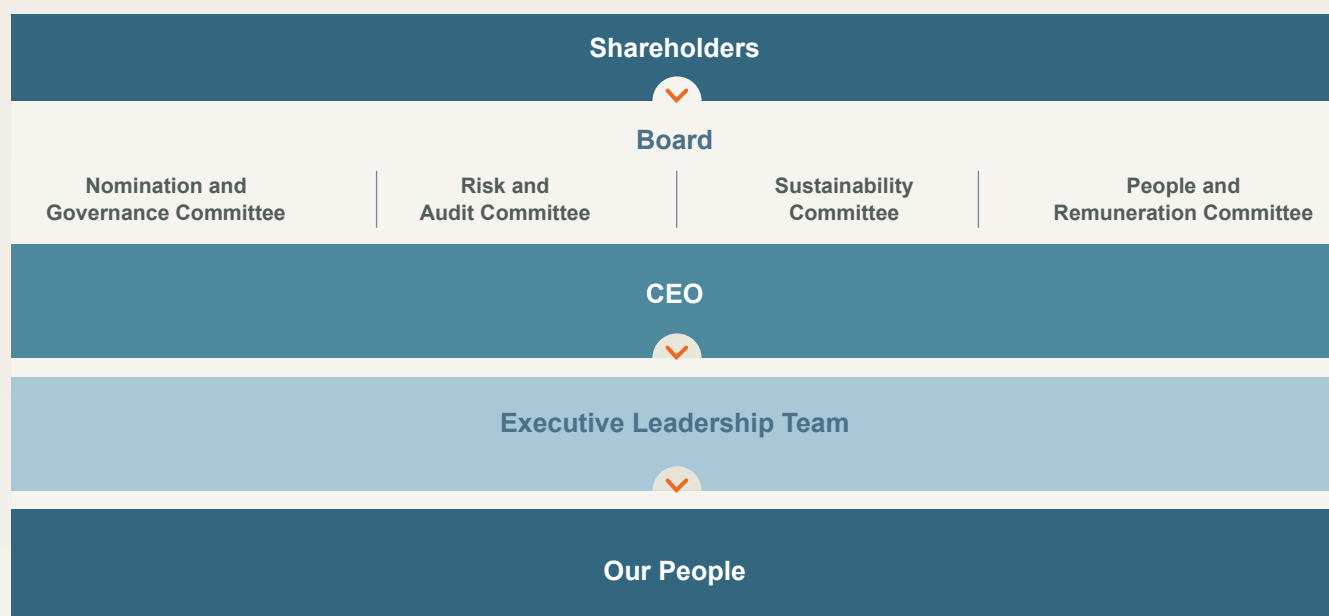 Shareholders
Board
Nomination and
Governance Committee
Risk and
Audit Committee
Sustainability
Committee
People and
Remuneration Committee
CEO
Executive Leadership Team
Our People